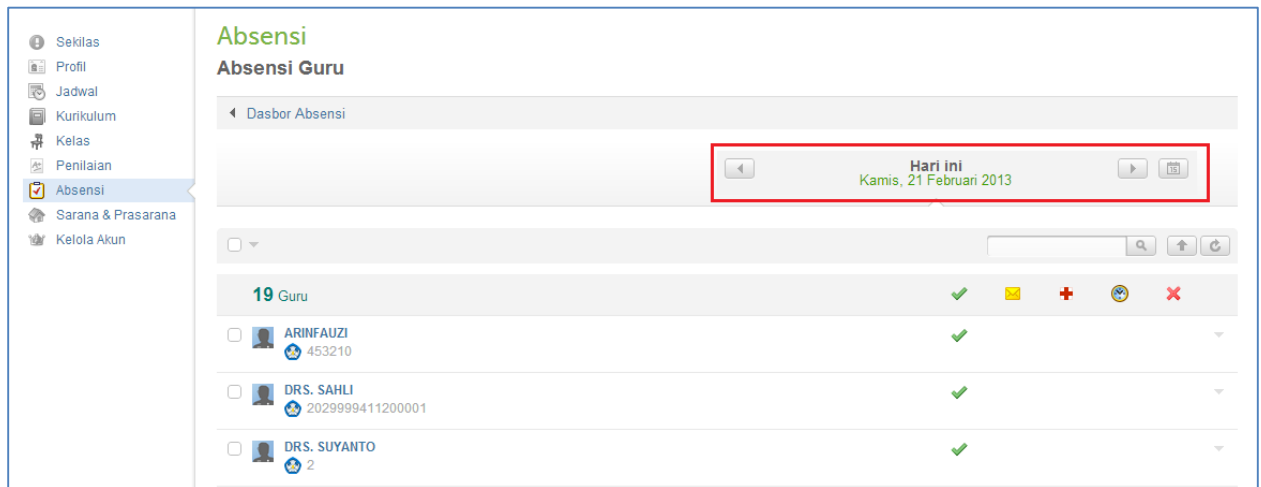 Sekilas
Profil
Jadwal
Kurikulum
Kelas
Penilaian
Absensi
Sarana & Prasarana
Kelola Akun
Absensi
Absensi Guru
Dasbor Absensi
Hari ini
Kamis, 21 Februari 2013
15
19 Guru
ARINFAUZI
453210
DRS. SAHLI
2029999411200001
DRS. SUYANTO
2